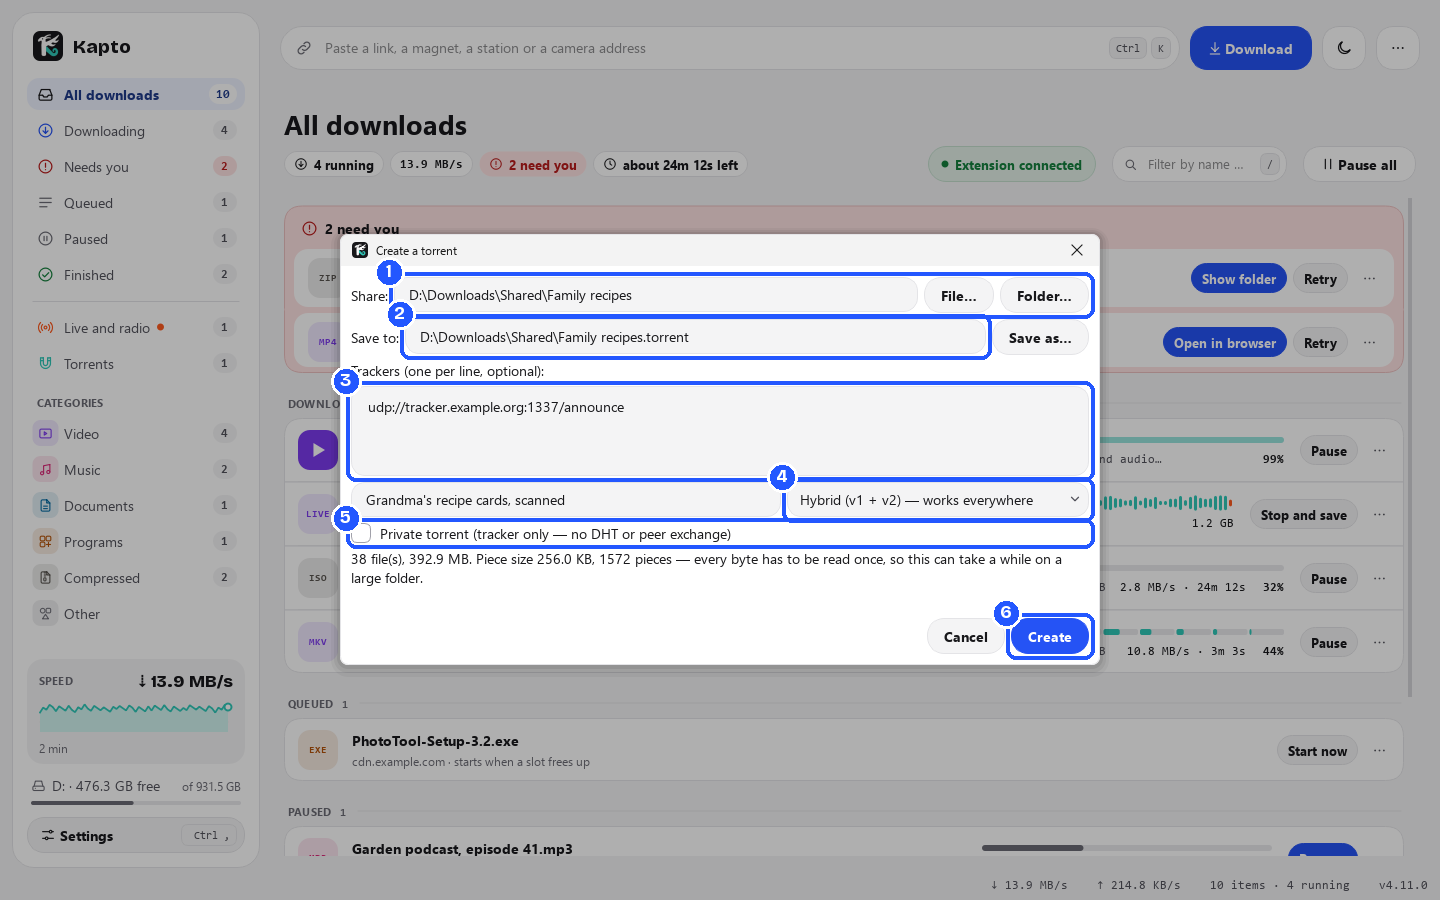 Kapto
All downloads 10
Downloading 4
Needs you 2
Queued 1
Paused 1
Finished 2
Live and radio 1
Torrents 1
CATEGORIES
Video 4
Music 2
Documents 1
Programs 1
Compressed 2
Other
SPEED ↓ 13.9 MB/s
2 min
D: · 476.3 GB free of 931.5 GB
Settings Ctrl ,
Paste a link, a magnet, a station or a camera address Ctrl K
Download
All downloads
4 running 13.9 MB/s 2 need you about 24m 12s left
Extension connected Filter by name ... / Pause all
2 need you
ZIP Show folder Retry
MP4 Open in browser Retry
Create a torrent
1
Share: D:\Downloads\Shared\Family recipes File... Folder...
2
Save to: D:\Downloads\Shared\Family recipes.torrent Save as...
Trackers (one per line, optional):
3
udp://tracker.example.org:1337/announce
4
Grandma's recipe cards, scanned Hybrid (v1 + v2) — works everywhere
5
Private torrent (tracker only — no DHT or peer exchange)
38 file(s), 392.9 MB. Piece size 256.0 KB, 1572 pieces — every byte has to be read once, so this can take a while on a
large folder.
6
Cancel Create
99% Pause
LIVE 1.2 GB Stop and save
ISO 2.8 MB/s · 24m 12s 32% Pause
MKV 10.8 MB/s · 3m 3s 44% Pause
QUEUED 1
EXE PhotoTool-Setup-3.2.exe Start now
cdn.example.com · starts when a slot frees up
PAUSED 1
Garden podcast, episode 41.mp3
↓ 13.9 MB/s ↑ 214.8 KB/s 10 items · 4 running v4.11.0